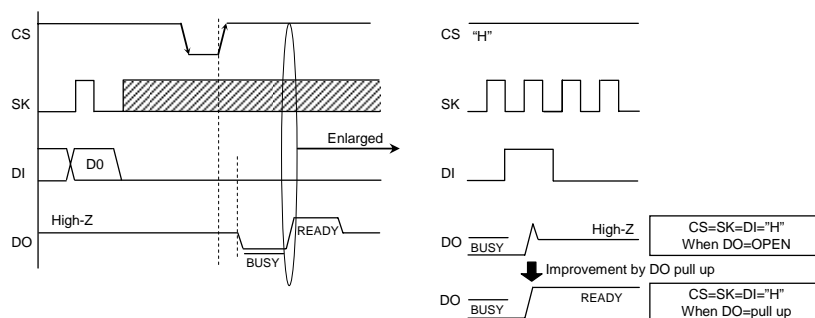 CS
SK
Enlarged
DI
D0
High-Z
DO
READY
BUSY
CS "H"
SK
DI
High-Z
DO
BUSY
CS=SK=DI="H"
When DO=OPEN
Improvement by DO pull up
DO
BUSY
READY
CS=SK=DI="H"
When DO=pull up